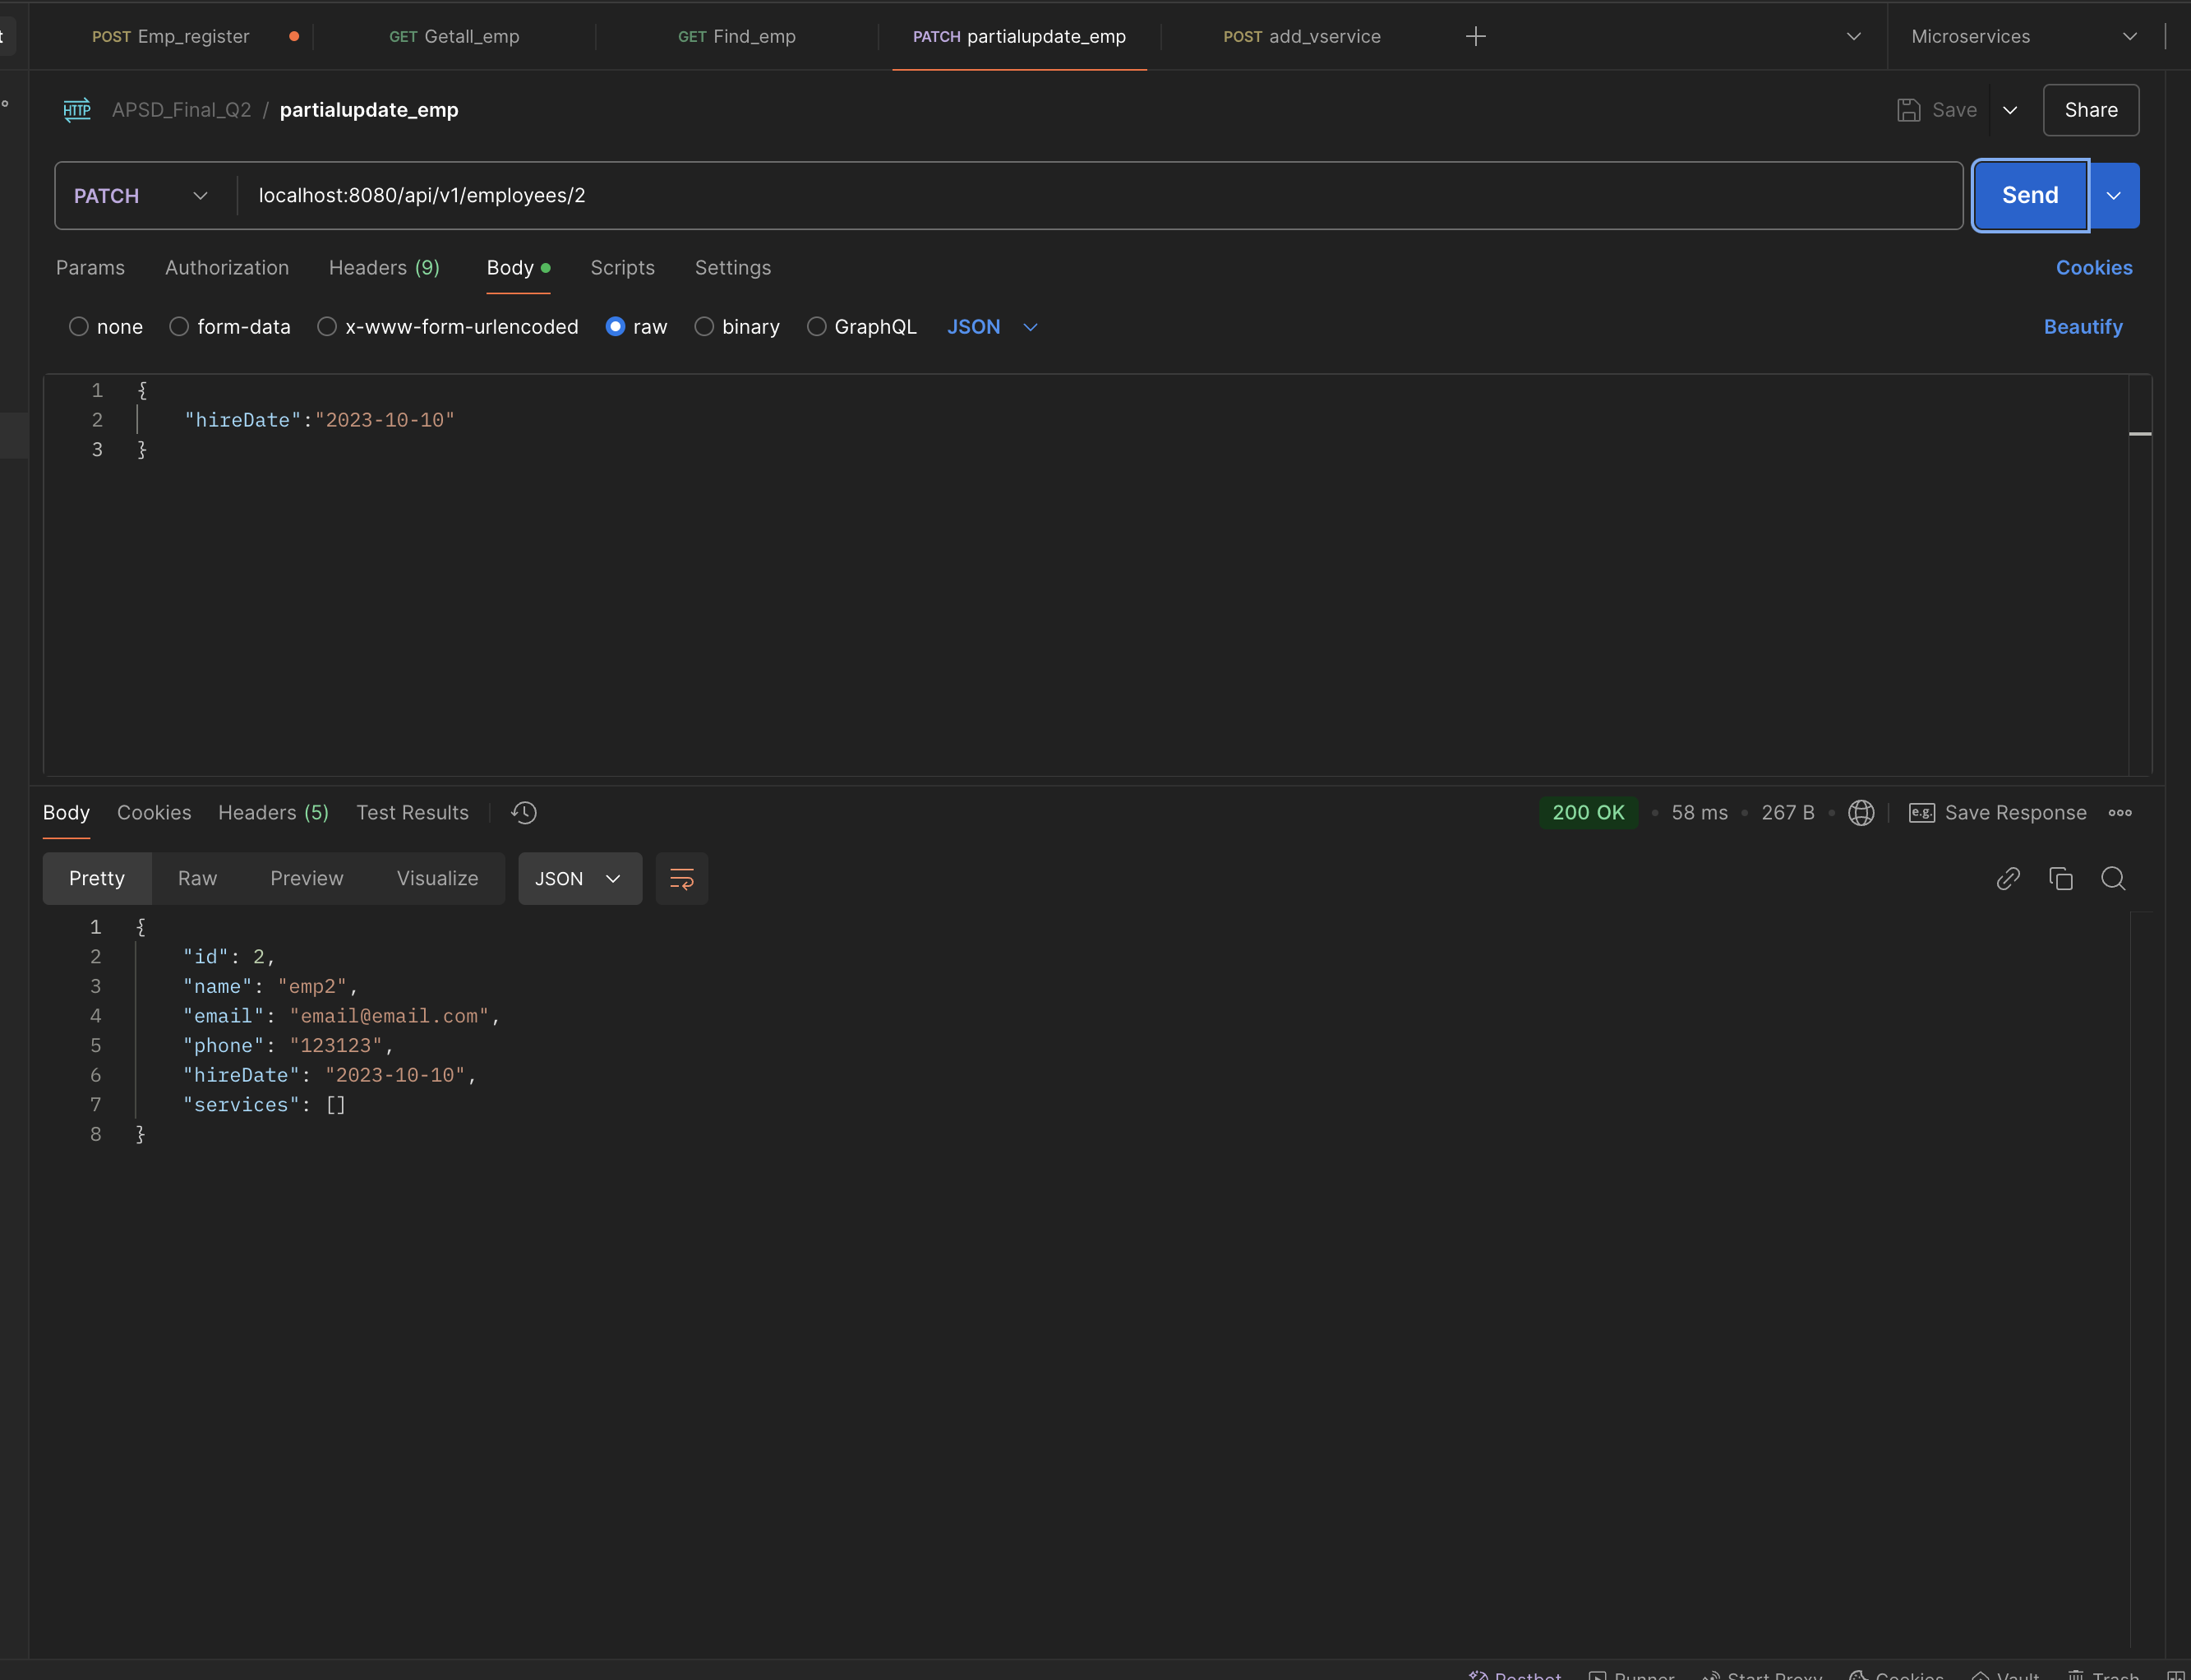 t
POST Emp_register GET Getall_emp GET Find_emp PATCH partialupdate_emp POST add_vservice Microservices
HTTP APSD_Final_Q2 / partialupdate_emp Save Share
PATCH localhost:8080/api/v1/employees/2 Send
Params Authorization Headers (9) Body Scripts Settings Cookies
none form-data x-www-form-urlencoded raw binary GraphQL JSON Beautify
1 {
2 "hireDate":"2023-10-10"
3 }
Body Cookies Headers (5) Test Results 200 OK 58 ms 267 B e.g. Save Response
Pretty Raw Preview Visualize JSON
1 {
2 "id": 2,
3 "name": "emp2",
4 "email": "email@email.com",
5 "phone": "123123",
6 "hireDate": "2023-10-10",
7 "services": []
8 }
Postbot Runner Start Proxy Cookies Vault Trash